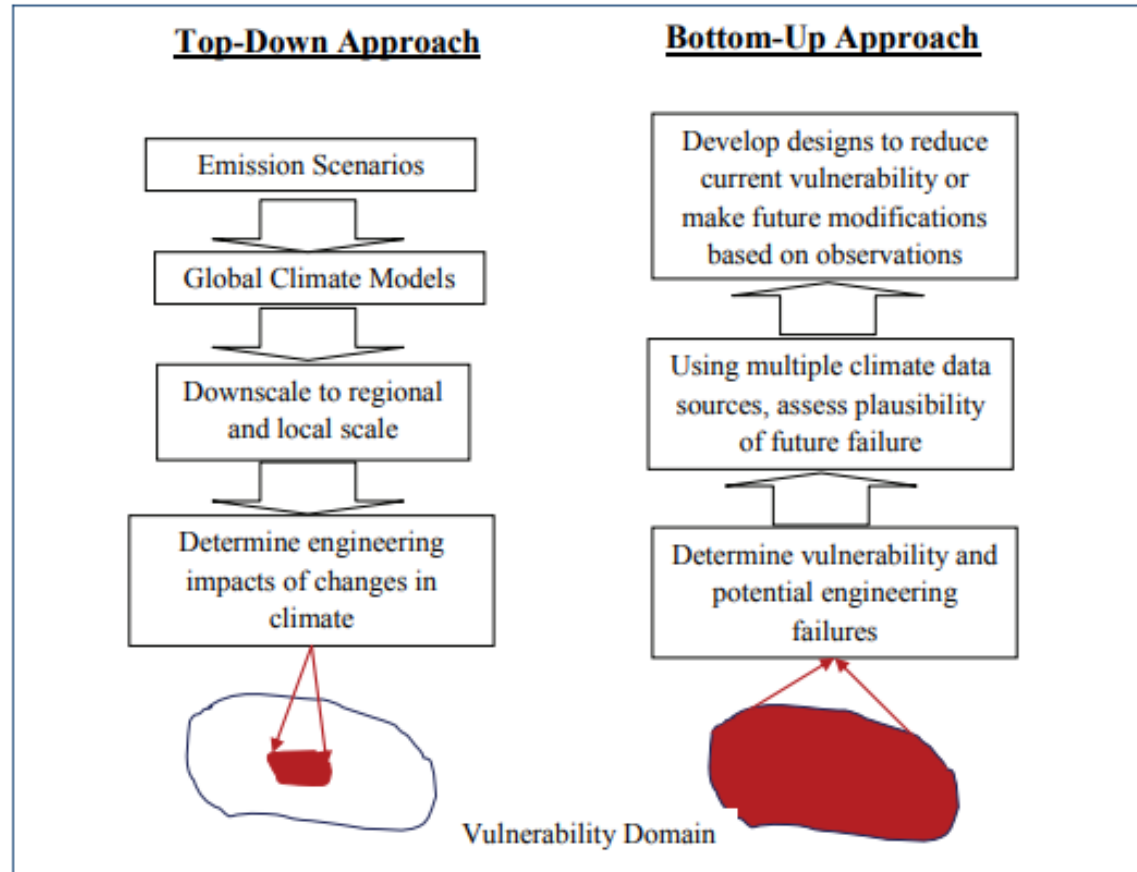 Top-Down Approach
Emission Scenarios
Global Climate Models
Downscale to regional
and local scale
Determine engineering
impacts of changes in
climate
Bottom-Up Approach
Develop designs to reduce
current vulnerability or
make future modifications
based on observations
Using multiple climate data
sources, assess plausibility
of future failure
Determine vulnerability and
potential engineering
failures
Vulnerability Domain